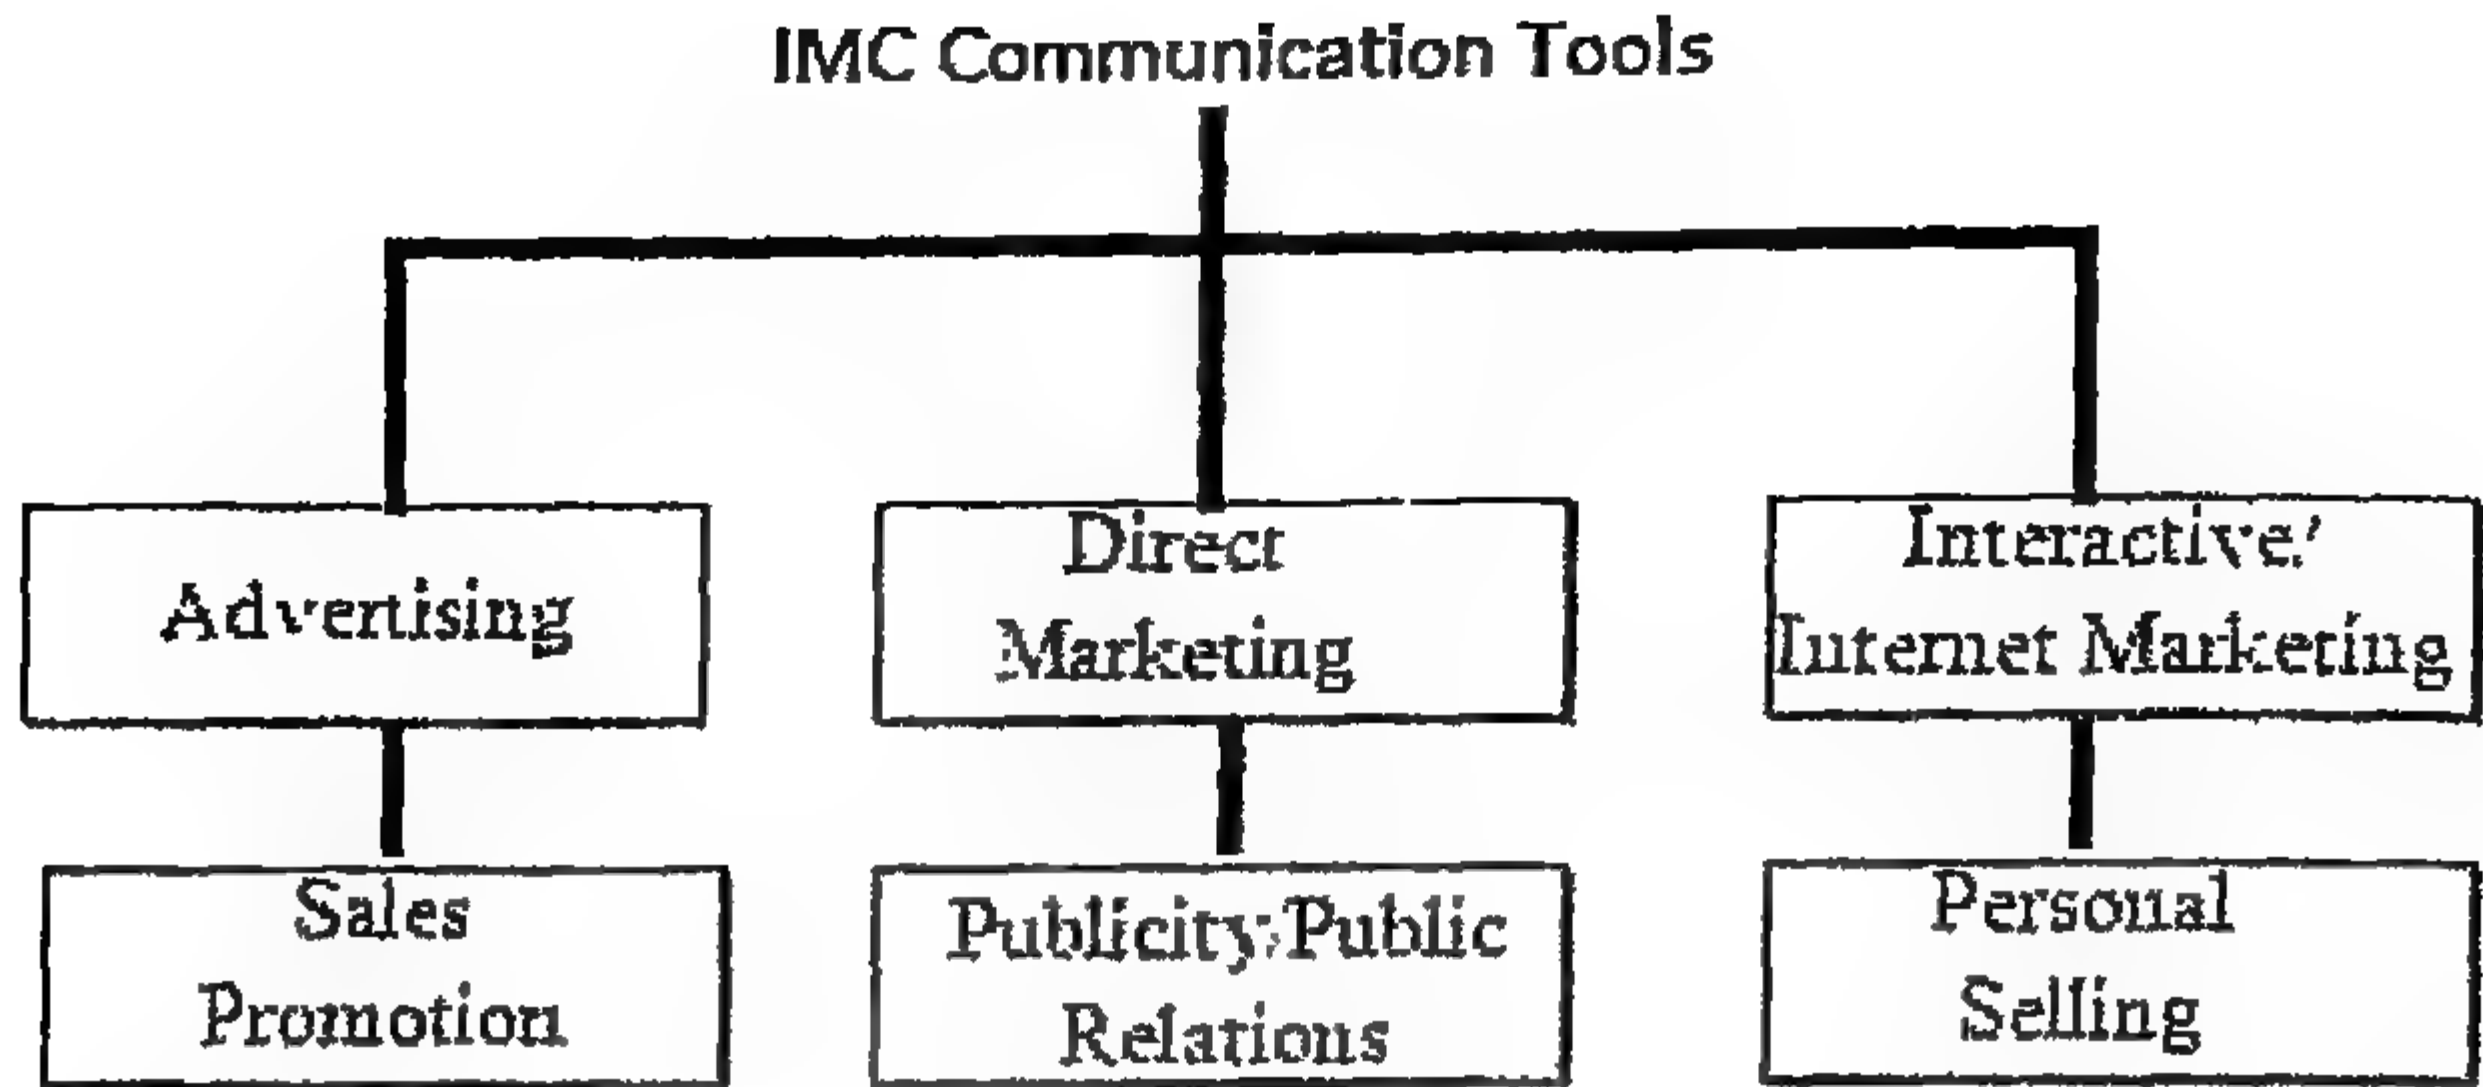 IMC Communication Tools
Advertising
Direct
Marketing
Interactive/
Internet Marketing
Sales
Promotion
Publicity/Public
Relations
Personal
Selling